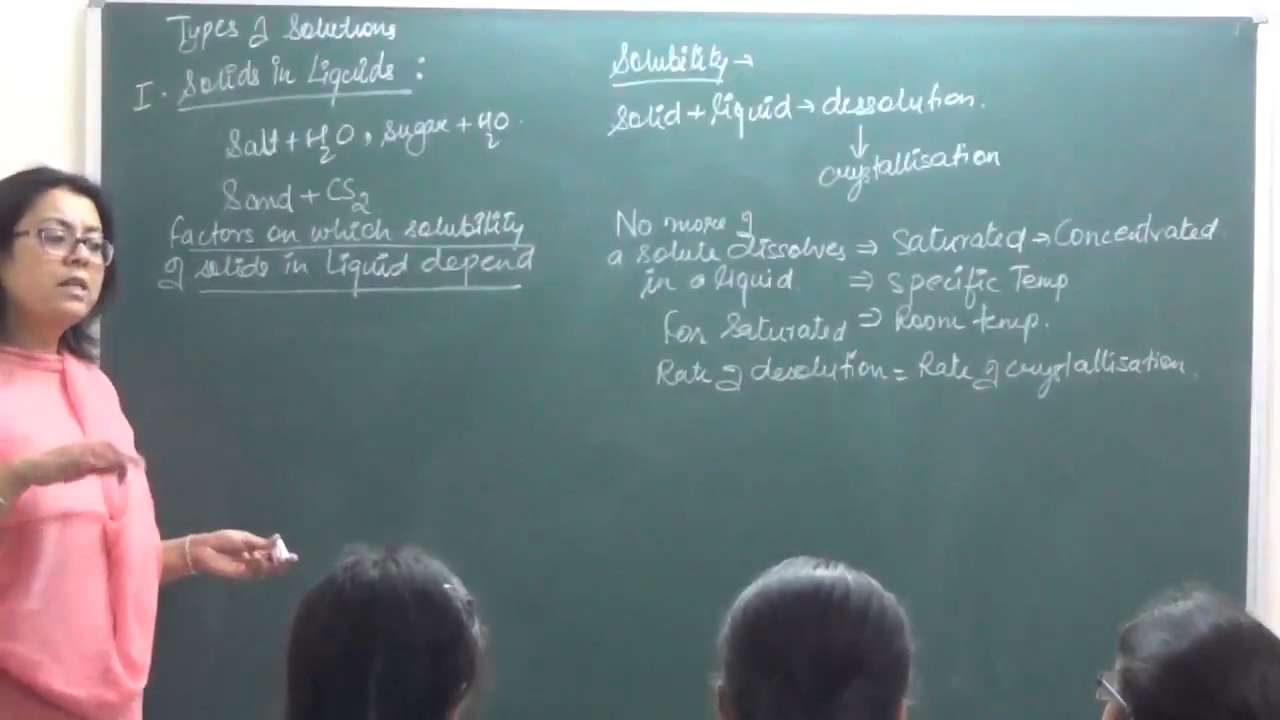 Types of Solutions
I. Solids in Liquids :
Salt + H2O, Sugar + H2O.
Sand + CS2
factors on which solubility
of solids in Liquid depend
Solubility →
Solid + liquid → dessolution.
↓
crystallisation
No more of
a solute dissolves ⇒ Saturated → Concentrated
in a liquid ⇒ Specific Temp
For Saturated ⇒ Room temp.
Rate of desolution = Rate of crystallisation.